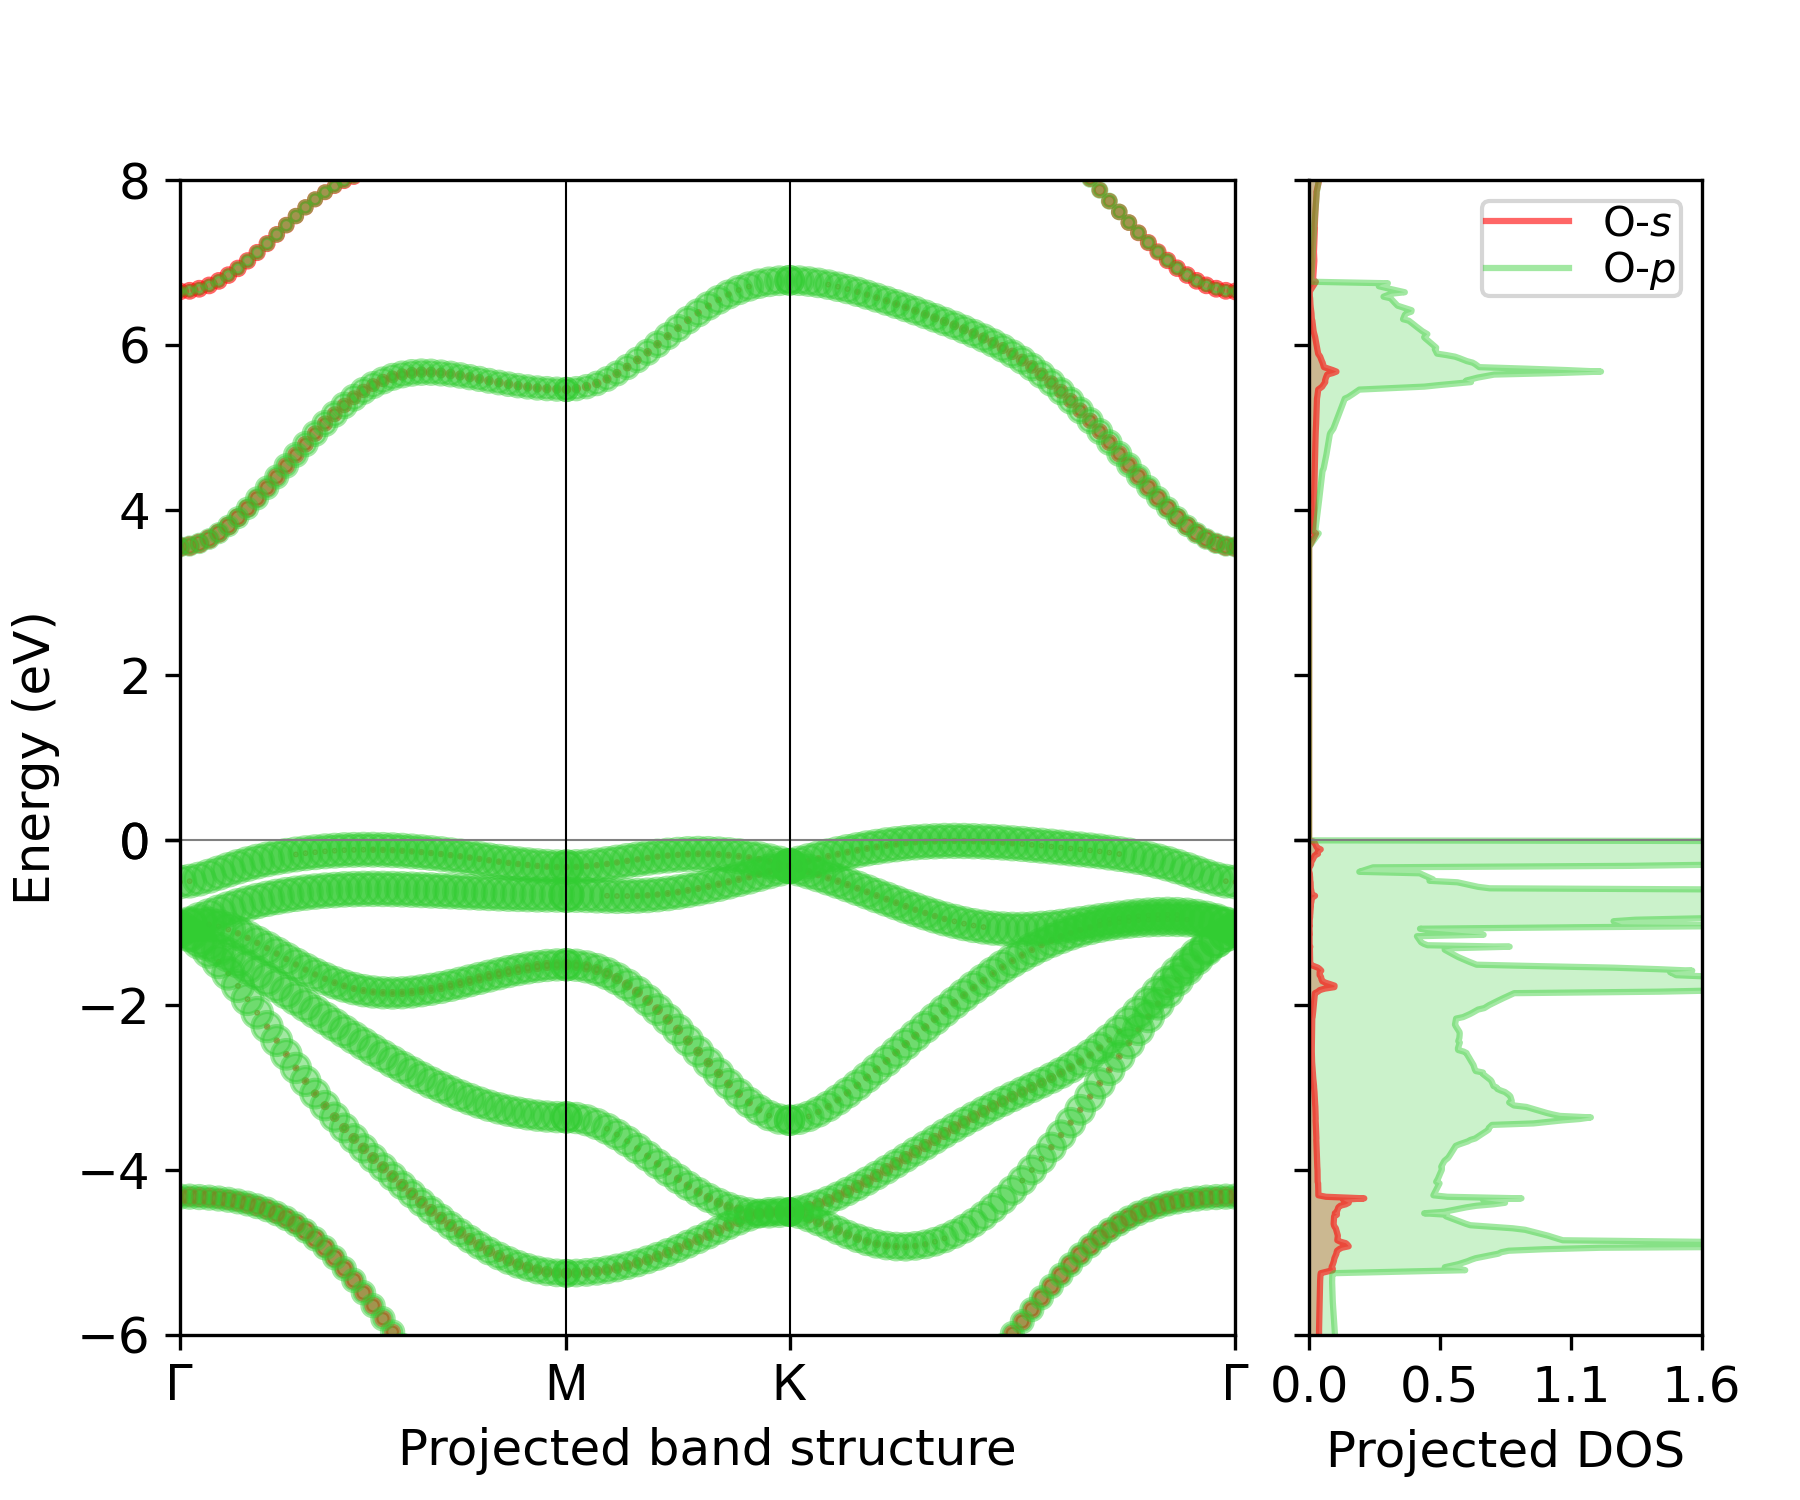 8
6
4
2
0
−2
−4
−6
Energy (eV)
Γ M K Γ
Projected band structure
O-s
O-p
0.0 0.5 1.1 1.6
Projected DOS